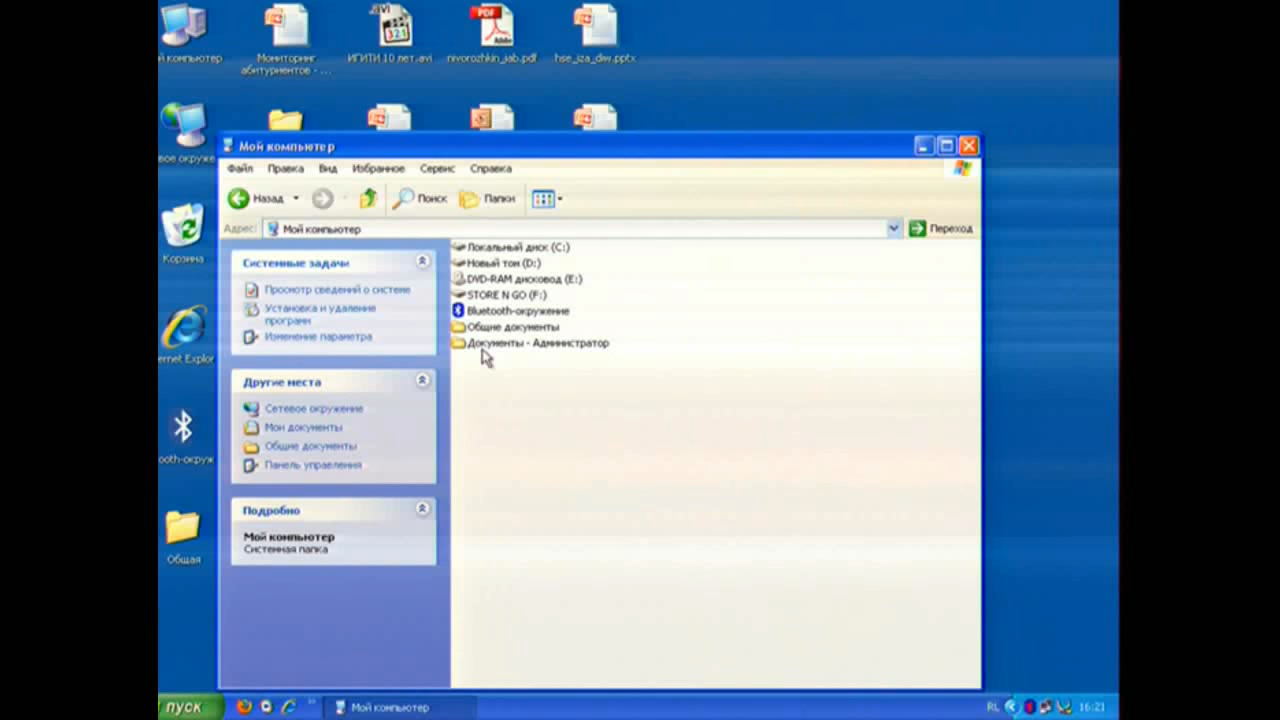 й компьютер
Мониторинг
абитуриентов - ...
ИГИТИ 10 лет.avi
nivorozhkin_iab.pdf
hse_iza_diw.pptx
вое окруже
Корзина
ernet Explor
ooth-окруж
Общая
Мой компьютер
Файл Правка Вид Избранное Сервис Справка
Назад Поиск Папки
Адрес: Мой компьютер Переход
Системные задачи
Просмотр сведений о системе
Установка и удаление
программ
Изменение параметра
Другие места
Сетевое окружение
Мои документы
Общие документы
Панель управления
Подробно
Мой компьютер
Системная папка
Локальный диск (C:)
Новый том (D:)
DVD-RAM дисковод (E:)
STORE N GO (F:)
Bluetooth-окружение
Общие документы
Документы - Администратор
пуск Мой компьютер 16:21